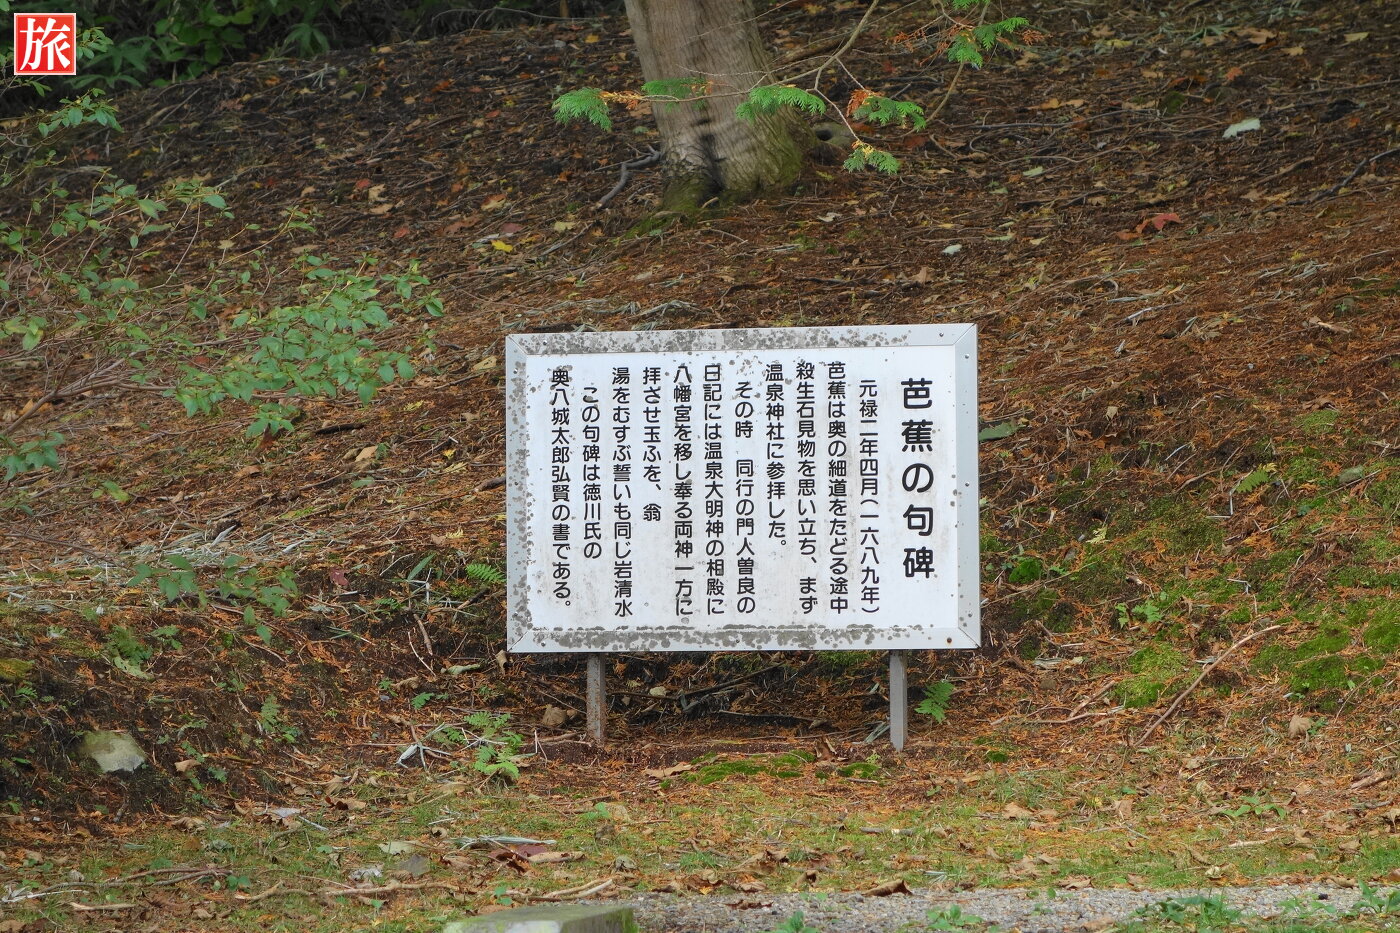 旅
芭蕉の句碑
元禄二年四月(一六八九年)
芭蕉は奥の細道をたどる途中
殺生石見物を思い立ち、まず
温泉神社に参拝した。
その時 同行の門人曽良の
日記には温泉大明神の相殿に
八幡宮を移し奉る両神一方に
拝させ玉ふを、 翁
湯をむすぶ誓いも同じ岩清水
この句碑は徳川氏の
奥八城太郎弘賢の書である。